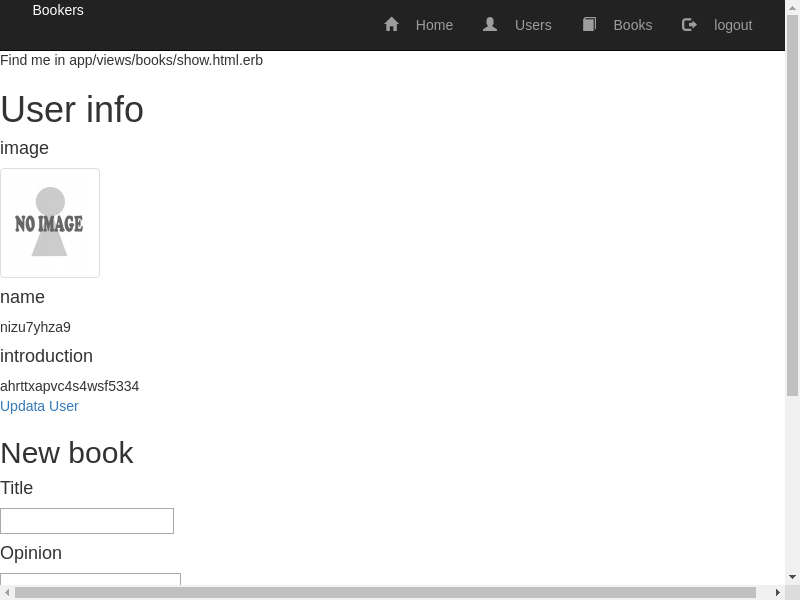 Bookers
Home Users Books logout
Find me in app/views/books/show.html.erb
User info
image
NO IMAGE
name
nizu7yhza9
introduction
ahrttxapvc4s4wsf5334
Updata User
New book
Title
Opinion